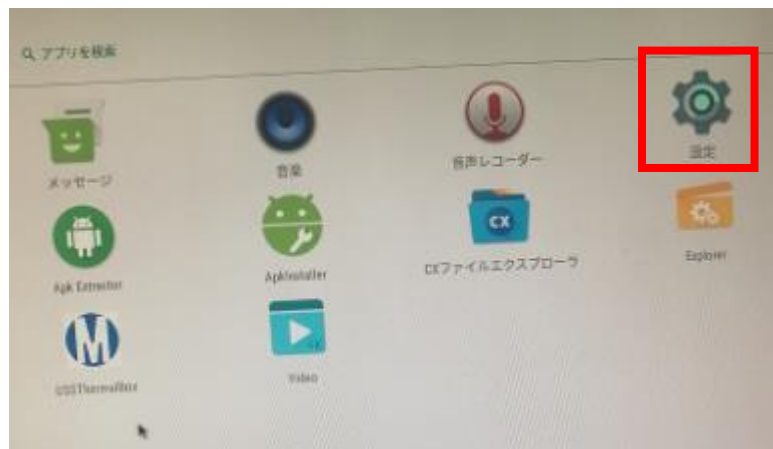 アプリを検索
メッセージ
音楽
音声レコーダー
設定
Apk Extractor
ApkInstaller
CX
CXファイルエクスプローラ
Explorer
M
USSThermalBox
Video